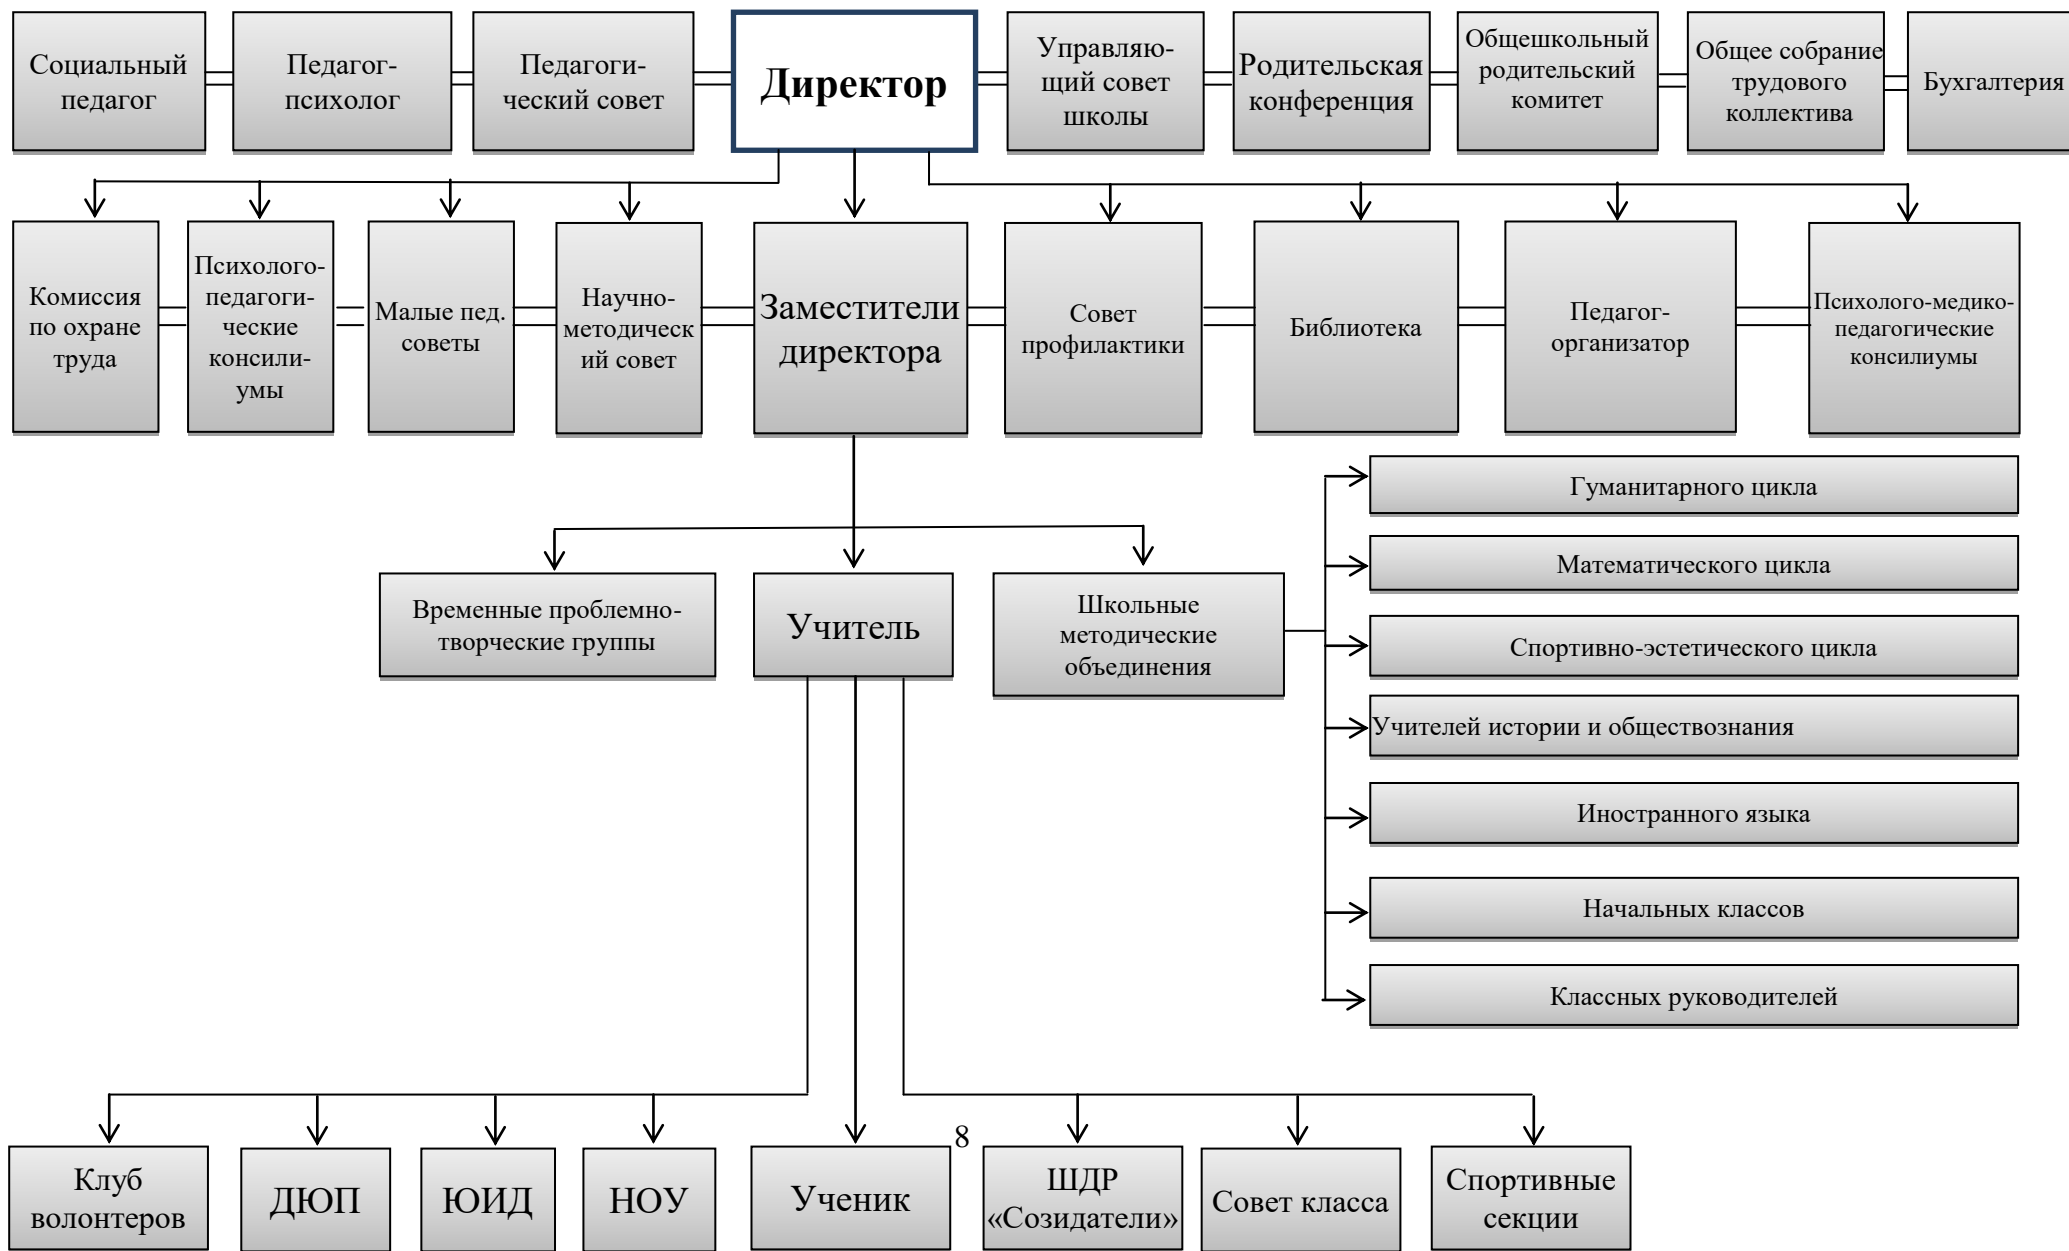 Социальный
педагог
Педагог-
психолог
Педагоги-
ческий совет
Директор
Управляю-
щий совет
школы
Родительская
конференция
Общешкольный
родительский
комитет
Общее собрание
трудового
коллектива
Бухгалтерия
Комиссия
по охране
труда
Психолого-
педагоги-
ческие
консили-
умы
Малые пед.
советы
Научно-
методическ
ий совет
Заместители
директора
Совет
профилактики
Библиотека
Педагог-
организатор
Психолого-медико-
педагогические
консилиумы
Гуманитарного цикла
Математического цикла
Временные проблемно-
творческие группы
Учитель
Школьные
методические
объединения
Спортивно-эстетического цикла
Учителей истории и обществознания
Иностранного языка
Начальных классов
Классных руководителей
8
Клуб
волонтеров
ДЮП
ЮИД
НОУ
Ученик
ШДР
«Созидатели»
Совет класса
Спортивные
секции